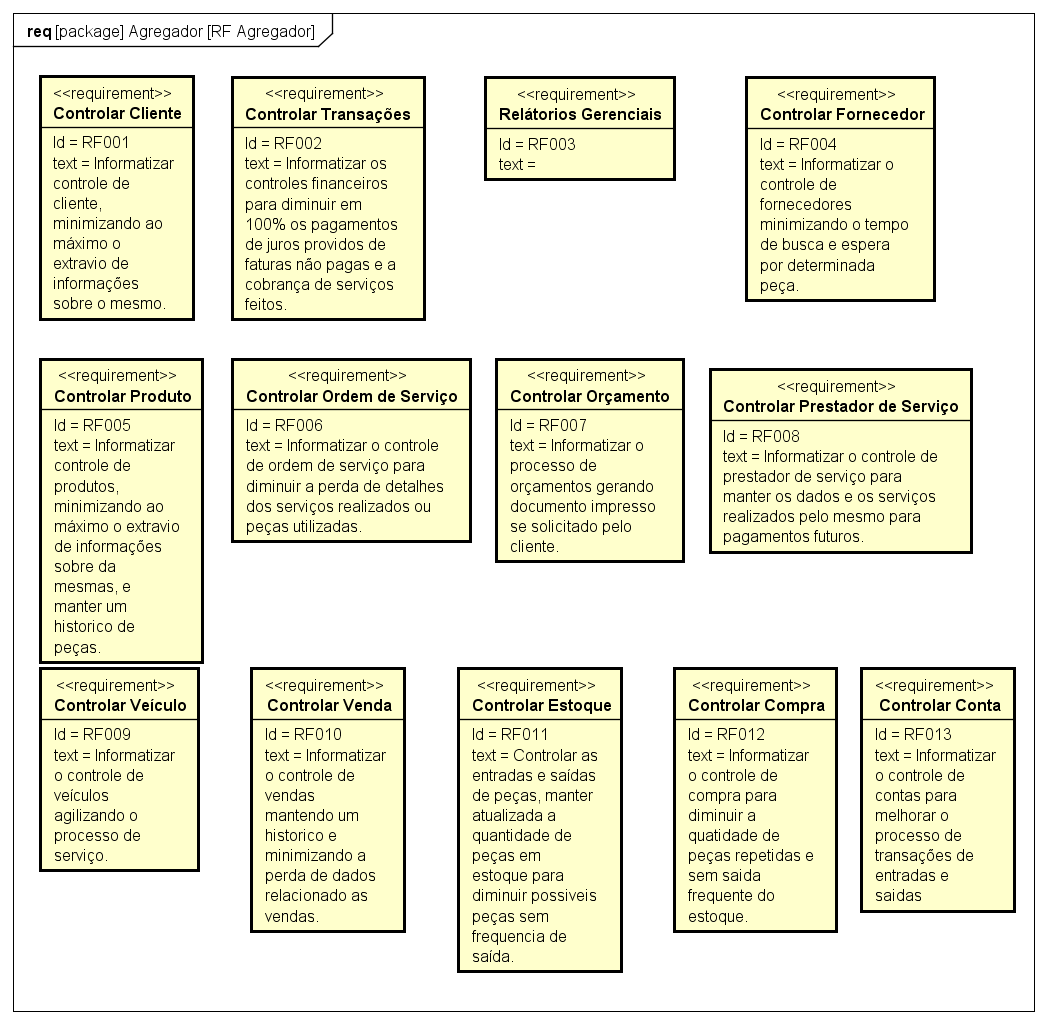 req [package] Agregador [RF Agregador]
<<requirement>>
Controlar Cliente
Id = RF001
text = Informatizar
controle de
cliente,
minimizando ao
máximo o
extravio de
informações
sobre o mesmo.
<<requirement>>
Controlar Transações
Id = RF002
text = Informatizar os
controles financeiros
para diminuir em
100% os pagamentos
de juros providos de
faturas não pagas e a
cobrança de serviços
feitos.
<<requirement>>
Relátorios Gerenciais
Id = RF003
text =
<<requirement>>
Controlar Fornecedor
Id = RF004
text = Informatizar o
controle de
fornecedores
minimizando o tempo
de busca e espera
por determinada
peça.
<<requirement>>
Controlar Produto
Id = RF005
text = Informatizar
controle de
produtos,
minimizando ao
máximo o extravio
de informações
sobre da
mesmas, e
manter um
historico de
peças.
<<requirement>>
Controlar Ordem de Serviço
Id = RF006
text = Informatizar o controle
de ordem de serviço para
diminuir a perda de detalhes
dos serviços realizados ou
peças utilizadas.
<<requirement>>
Controlar Orçamento
Id = RF007
text = Informatizar o
processo de
orçamentos gerando
documento impresso
se solicitado pelo
cliente.
<<requirement>>
Controlar Prestador de Serviço
Id = RF008
text = Informatizar o controle de
prestador de serviço para
manter os dados e os serviços
realizados pelo mesmo para
pagamentos futuros.
<<requirement>>
Controlar Veículo
Id = RF009
text = Informatizar
o controle de
veículos
agilizando o
processo de
serviço.
<<requirement>>
Controlar Venda
Id = RF010
text = Informatizar
o controle de
vendas
mantendo um
historico e
minimizando a
perda de dados
relacionado as
vendas.
<<requirement>>
Controlar Estoque
Id = RF011
text = Controlar as
entradas e saídas
de peças, manter
atualizada a
quantidade de
peças em
estoque para
diminuir possiveis
peças sem
frequencia de
saída.
<<requirement>>
Controlar Compra
Id = RF012
text = Informatizar
o controle de
compra para
diminuir a
quatidade de
peças repetidas e
sem saida
frequente do
estoque.
<<requirement>>
Controlar Conta
Id = RF013
text = Informatizar
o controle de
contas para
melhorar o
processo de
transações de
entradas e
saidas